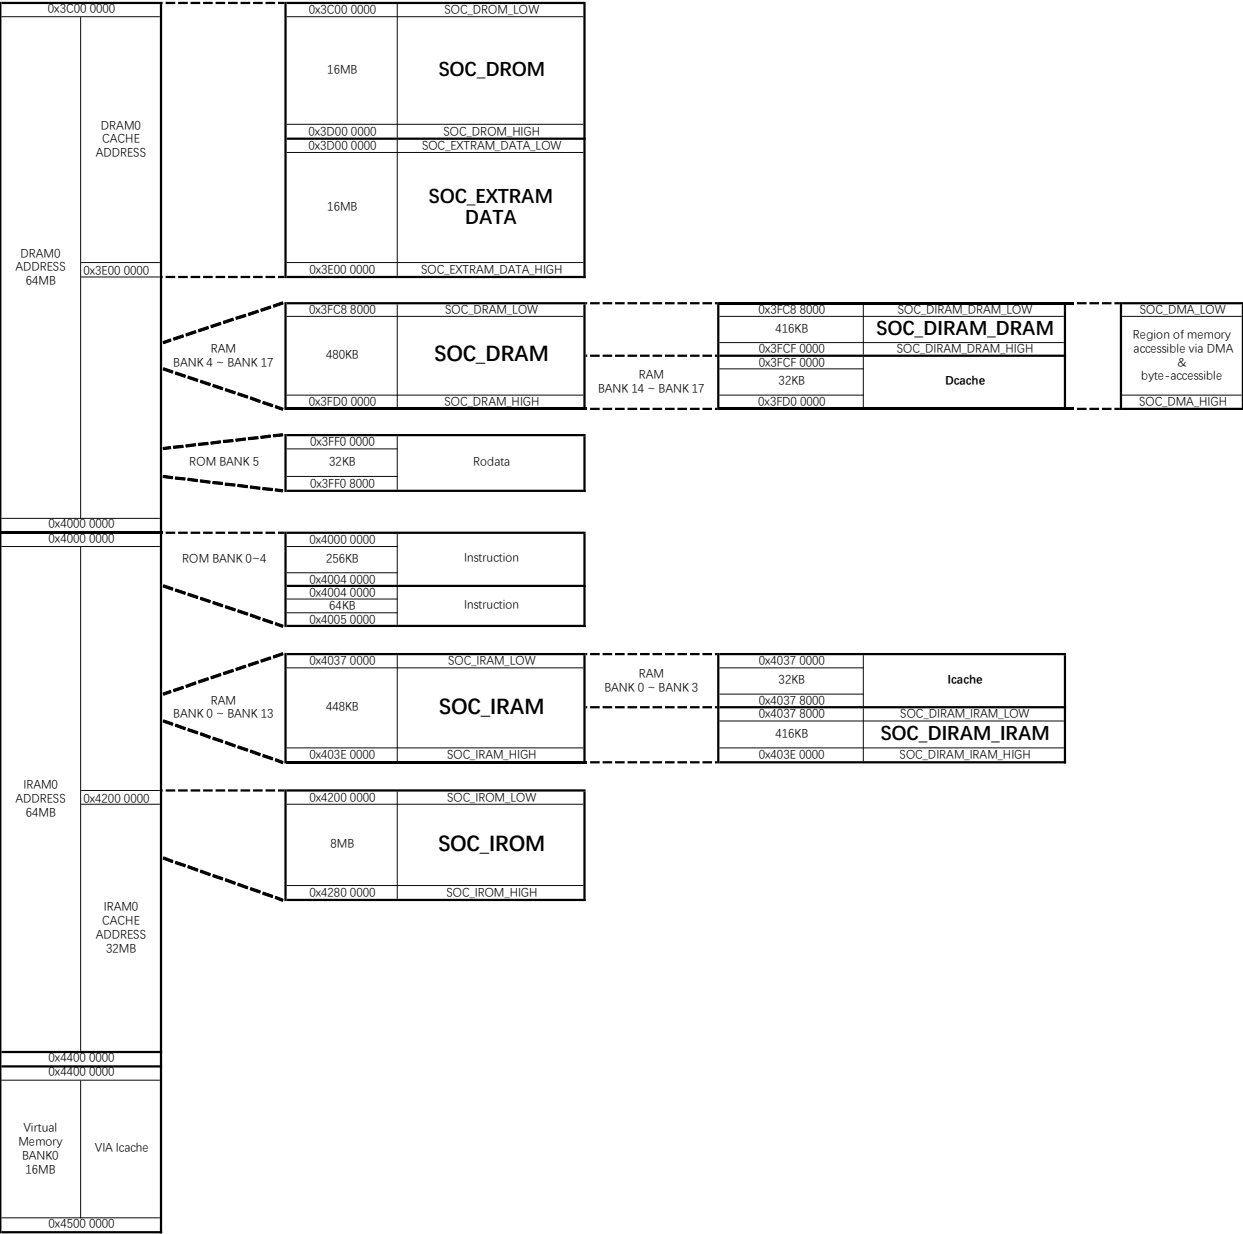 0x3C00 0000
DRAM0
ADDRESS
64MB
DRAM0
CACHE
ADDRESS
0x3E00 0000
0x4000 0000
0x3C00 0000 SOC_DROM_LOW
16MB SOC_DROM
0x3D00 0000 SOC_DROM_HIGH
0x3D00 0000 SOC_EXTRAM_DATA_LOW
16MB
SOC_EXTRAM
DATA
0x3E00 0000 SOC_EXTRAM_DATA_HIGH
RAM
BANK 4 ~ BANK 17
0x3FC8 8000 SOC_DRAM_LOW
480KB SOC_DRAM
0x3FD0 0000 SOC_DRAM_HIGH
RAM
BANK 14 ~ BANK 17
0x3FC8 8000 SOC_DIRAM_DRAM_LOW
416KB SOC_DIRAM_DRAM
0x3FCF 0000 SOC_DIRAM_DRAM_HIGH
0x3FCF 0000
32KB Dcache
0x3FD0 0000
SOC_DMA_LOW
Region of memory
accessible via DMA
&
byte-accessible
SOC_DMA_HIGH
ROM BANK 5
0x3FF0 0000
32KB Rodata
0x3FF0 8000
0x4000 0000
IRAM0
ADDRESS
64MB
0x4200 0000
IRAM0
CACHE
ADDRESS
32MB
0x4400 0000
ROM BANK 0~4
0x4000 0000
256KB Instruction
0x4004 0000
0x4004 0000
64KB Instruction
0x4005 0000
RAM
BANK 0 ~ BANK 13
0x4037 0000 SOC_IRAM_LOW
448KB SOC_IRAM
0x403E 0000 SOC_IRAM_HIGH
RAM
BANK 0 ~ BANK 3
0x4037 0000
32KB Icache
0x4037 8000
0x4037 8000 SOC_DIRAM_IRAM_LOW
416KB SOC_DIRAM_IRAM
0x403E 0000 SOC_DIRAM_IRAM_HIGH
0x4200 0000 SOC_IROM_LOW
8MB SOC_IROM
0x4280 0000 SOC_IROM_HIGH
0x4400 0000
Virtual
Memory
BANK0
16MB
VIA Icache
0x4500 0000